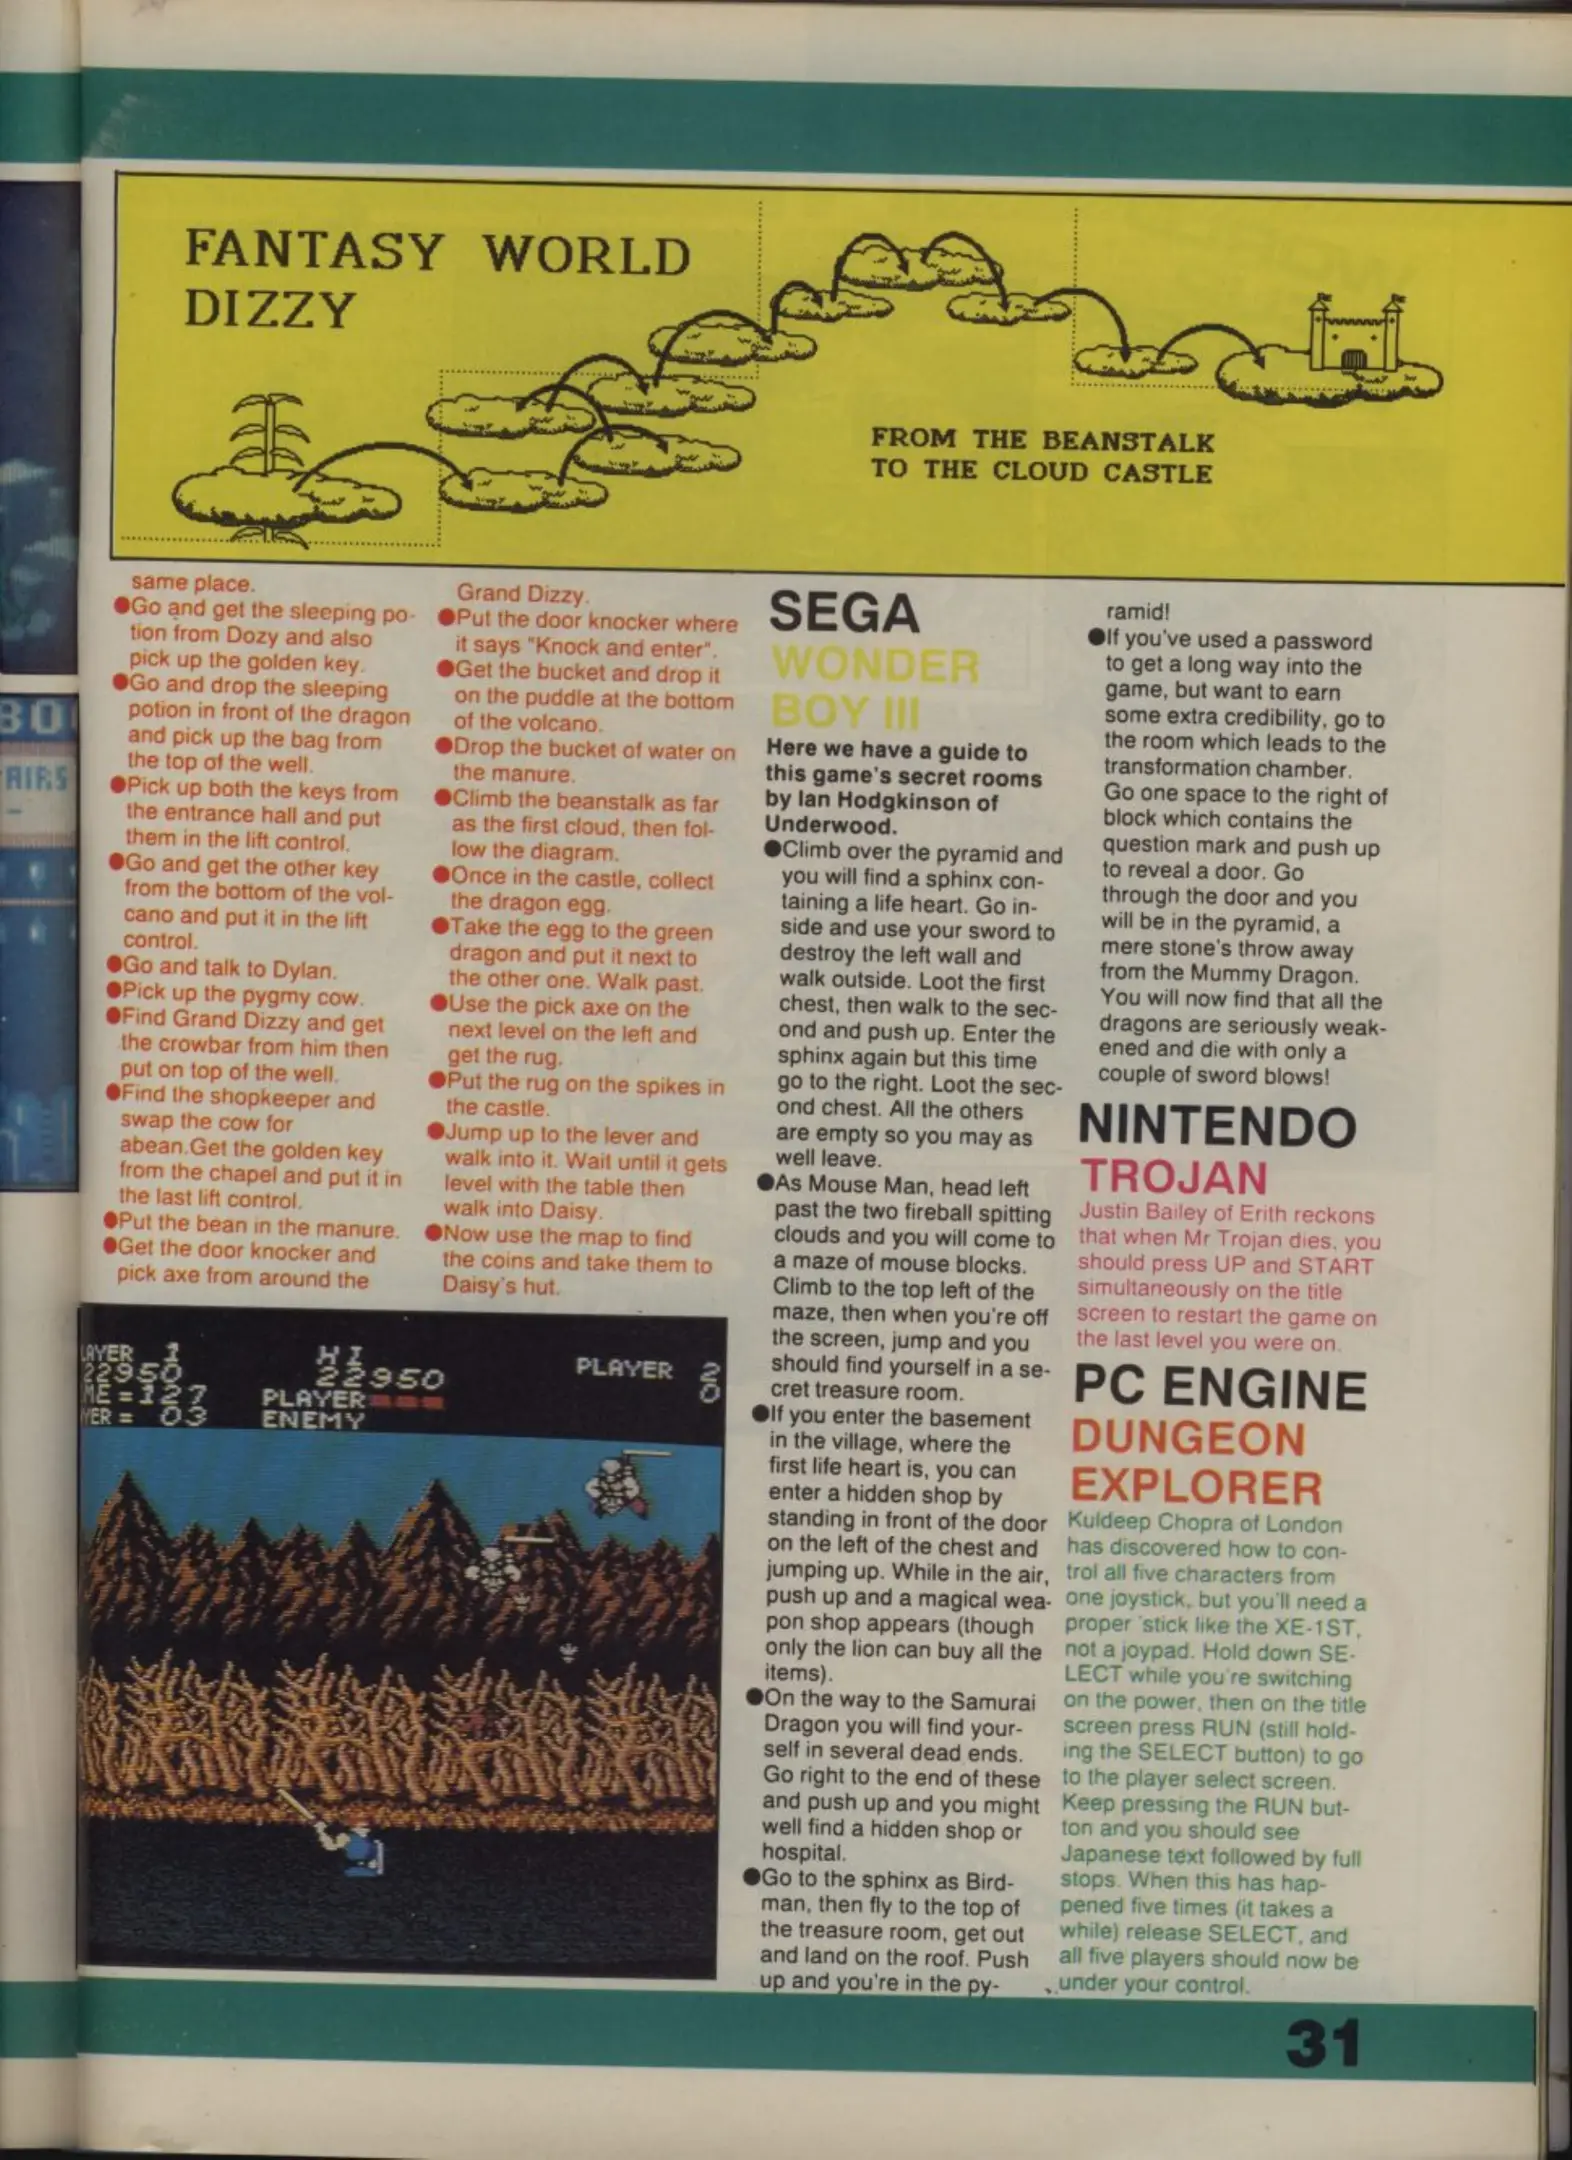 FANTASY WORLD
DIZZY
FROM THE BEANSTALK
TO THE CLOUD CASTLE
same place.
●Go and get the sleeping po-
tion from Dozy and also
pick up the golden key.
●Go and drop the sleeping
potion in front of the dragon
and pick up the bag from
the top of the well.
●Pick up both the keys from
the entrance hall and put
them in the lift control.
●Go and get the other key
from the bottom of the vol-
cano and put it in the lift
control.
●Go and talk to Dylan.
●Pick up the pygmy cow.
●Find Grand Dizzy and get
the crowbar from him then
put on top of the well.
●Find the shopkeeper and
swap the cow for
abean.Get the golden key
from the chapel and put it in
the last lift control.
●Put the bean in the manure.
●Get the door knocker and
pick axe from around the
Grand Dizzy.
●Put the door knocker where
it says "Knock and enter".
●Get the bucket and drop it
on the puddle at the bottom
of the volcano.
●Drop the bucket of water on
the manure.
●Climb the beanstalk as far
as the first cloud, then fol-
low the diagram.
●Once in the castle, collect
the dragon egg.
●Take the egg to the green
dragon and put it next to
the other one. Walk past.
●Use the pick axe on the
next level on the left and
get the rug.
●Put the rug on the spikes in
the castle.
●Jump up to the lever and
walk into it. Wait until it gets
level with the table then
walk into Daisy.
●Now use the map to find
the coins and take them to
Daisy's hut.
LAYER 1
22950
ME=127
YER= 03
HI
22950
PLAYER
ENEMY
PLAYER 2
0
SEGA
WONDER
BOY III
Here we have a guide to
this game's secret rooms
by Ian Hodgkinson of
Underwood.
●Climb over the pyramid and
you will find a sphinx con-
taining a life heart. Go in-
side and use your sword to
destroy the left wall and
walk outside. Loot the first
chest, then walk to the sec-
ond and push up. Enter the
sphinx again but this time
go to the right. Loot the sec-
ond chest. All the others
are empty so you may as
well leave.
●As Mouse Man, head left
past the two fireball spitting
clouds and you will come to
a maze of mouse blocks.
Climb to the top left of the
maze, then when you're off
the screen, jump and you
should find yourself in a se-
cret treasure room.
●If you enter the basement
in the village, where the
first life heart is, you can
enter a hidden shop by
standing in front of the door
on the left of the chest and
jumping up. While in the air,
push up and a magical wea-
pon shop appears (though
only the lion can buy all the
items).
●On the way to the Samurai
Dragon you will find your-
self in several dead ends.
Go right to the end of these
and push up and you might
well find a hidden shop or
hospital.
●Go to the sphinx as Bird-
man, then fly to the top of
the treasure room, get out
and land on the roof. Push
up and you're in the py-
ramid!
●If you've used a password
to get a long way into the
game, but want to earn
some extra credibility, go to
the room which leads to the
transformation chamber.
Go one space to the right of
block which contains the
question mark and push up
to reveal a door. Go
through the door and you
will be in the pyramid, a
mere stone's throw away
from the Mummy Dragon.
You will now find that all the
dragons are seriously weak-
ened and die with only a
couple of sword blows!
NINTENDO
TROJAN
Justin Bailey of Erith reckons
that when Mr Trojan dies, you
should press UP and START
simultaneously on the title
screen to restart the game on
the last level you were on.
PC ENGINE
DUNGEON
EXPLORER
Kuldeep Chopra of London
has discovered how to con-
trol all five characters from
one joystick, but you'll need a
proper 'stick like the XE-1ST,
not a joypad. Hold down SE-
LECT while you're switching
on the power, then on the title
screen press RUN (still hold-
ing the SELECT button) to go
to the player select screen.
Keep pressing the RUN but-
ton and you should see
Japanese text followed by full
stops. When this has hap-
pened five times (it takes a
while) release SELECT, and
all five players should now be
under your control.
31